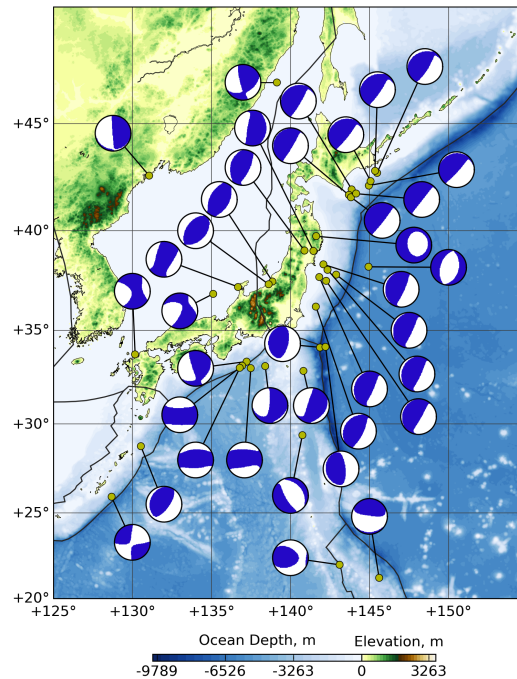 +45°
+40°
+35°
+30°
+25°
+20°
+125° +130° +135° +140° +145° +150°
Ocean Depth, m Elevation, m
-9789 -6526 -3263 0 3263